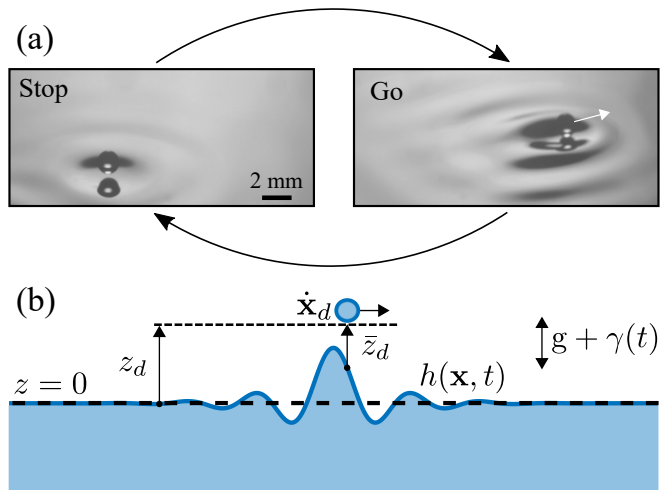 (a)
Stop
2 mm
Go
(b)
ẋ_d
z_d
z̄_d
g + γ(t)
z = 0
h(x, t)